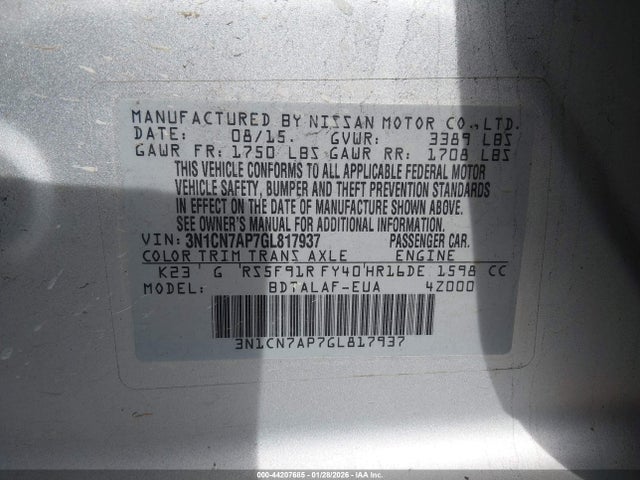 MANUFACTURED BY NISSAN MOTOR CO.,LTD.
DATE: 08/15. GVWR: 3389 LBS
GAWR FR: 1750 LBS GAWR RR: 1708 LBS
THIS VEHICLE CONFORMS TO ALL APPLICABLE FEDERAL MOTOR
VEHICLE SAFETY, BUMPER AND THEFT PREVENTION STANDARDS
IN EFFECT ON THE DATE OF MANUFACTURE SHOWN ABOVE.
SEE OWNER'S MANUAL FOR ADDITIONAL INFORMATION.
VIN: 3N1CN7AP7GL817937 PASSENGER CAR.
COLOR TRIM TRANS AXLE ENGINE
K23 G RS5F91R FY40 HR16DE 1598 CC
MODEL: BDTALAF-EUA 4Z000
3N1CN7AP7GL817937
000-44207665 | 01/28/2026 | IAA Inc.